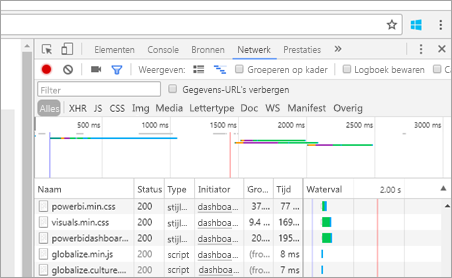 Elementen Console Bronnen Netwerk Prestaties »
Weergeven: Groeperen op kader Logboek bewaren Ca
Filter Gegevens-URL's verbergen
Alles XHR JS CSS Img Media Lettertype Doc WS Manifest Overig
500 ms 1000 ms 1500 ms 2000 ms 2500 ms 3000 ms
Naam Status Type Initiator Gro... Tijd Waterval 2.00 s
powerbi.min.css 200 stijl... dashboa... 37.... 77 ...
visuals.min.css 200 stijl... dashboa... 9.4 ... 169...
powerbidashboar... 200 stijl... dashboa... 20.... 195...
globalize.min.js 200 script dashboa... (fro... 8 ms
globalize.culture.... 200 script dashboa... (fro... 7 ms